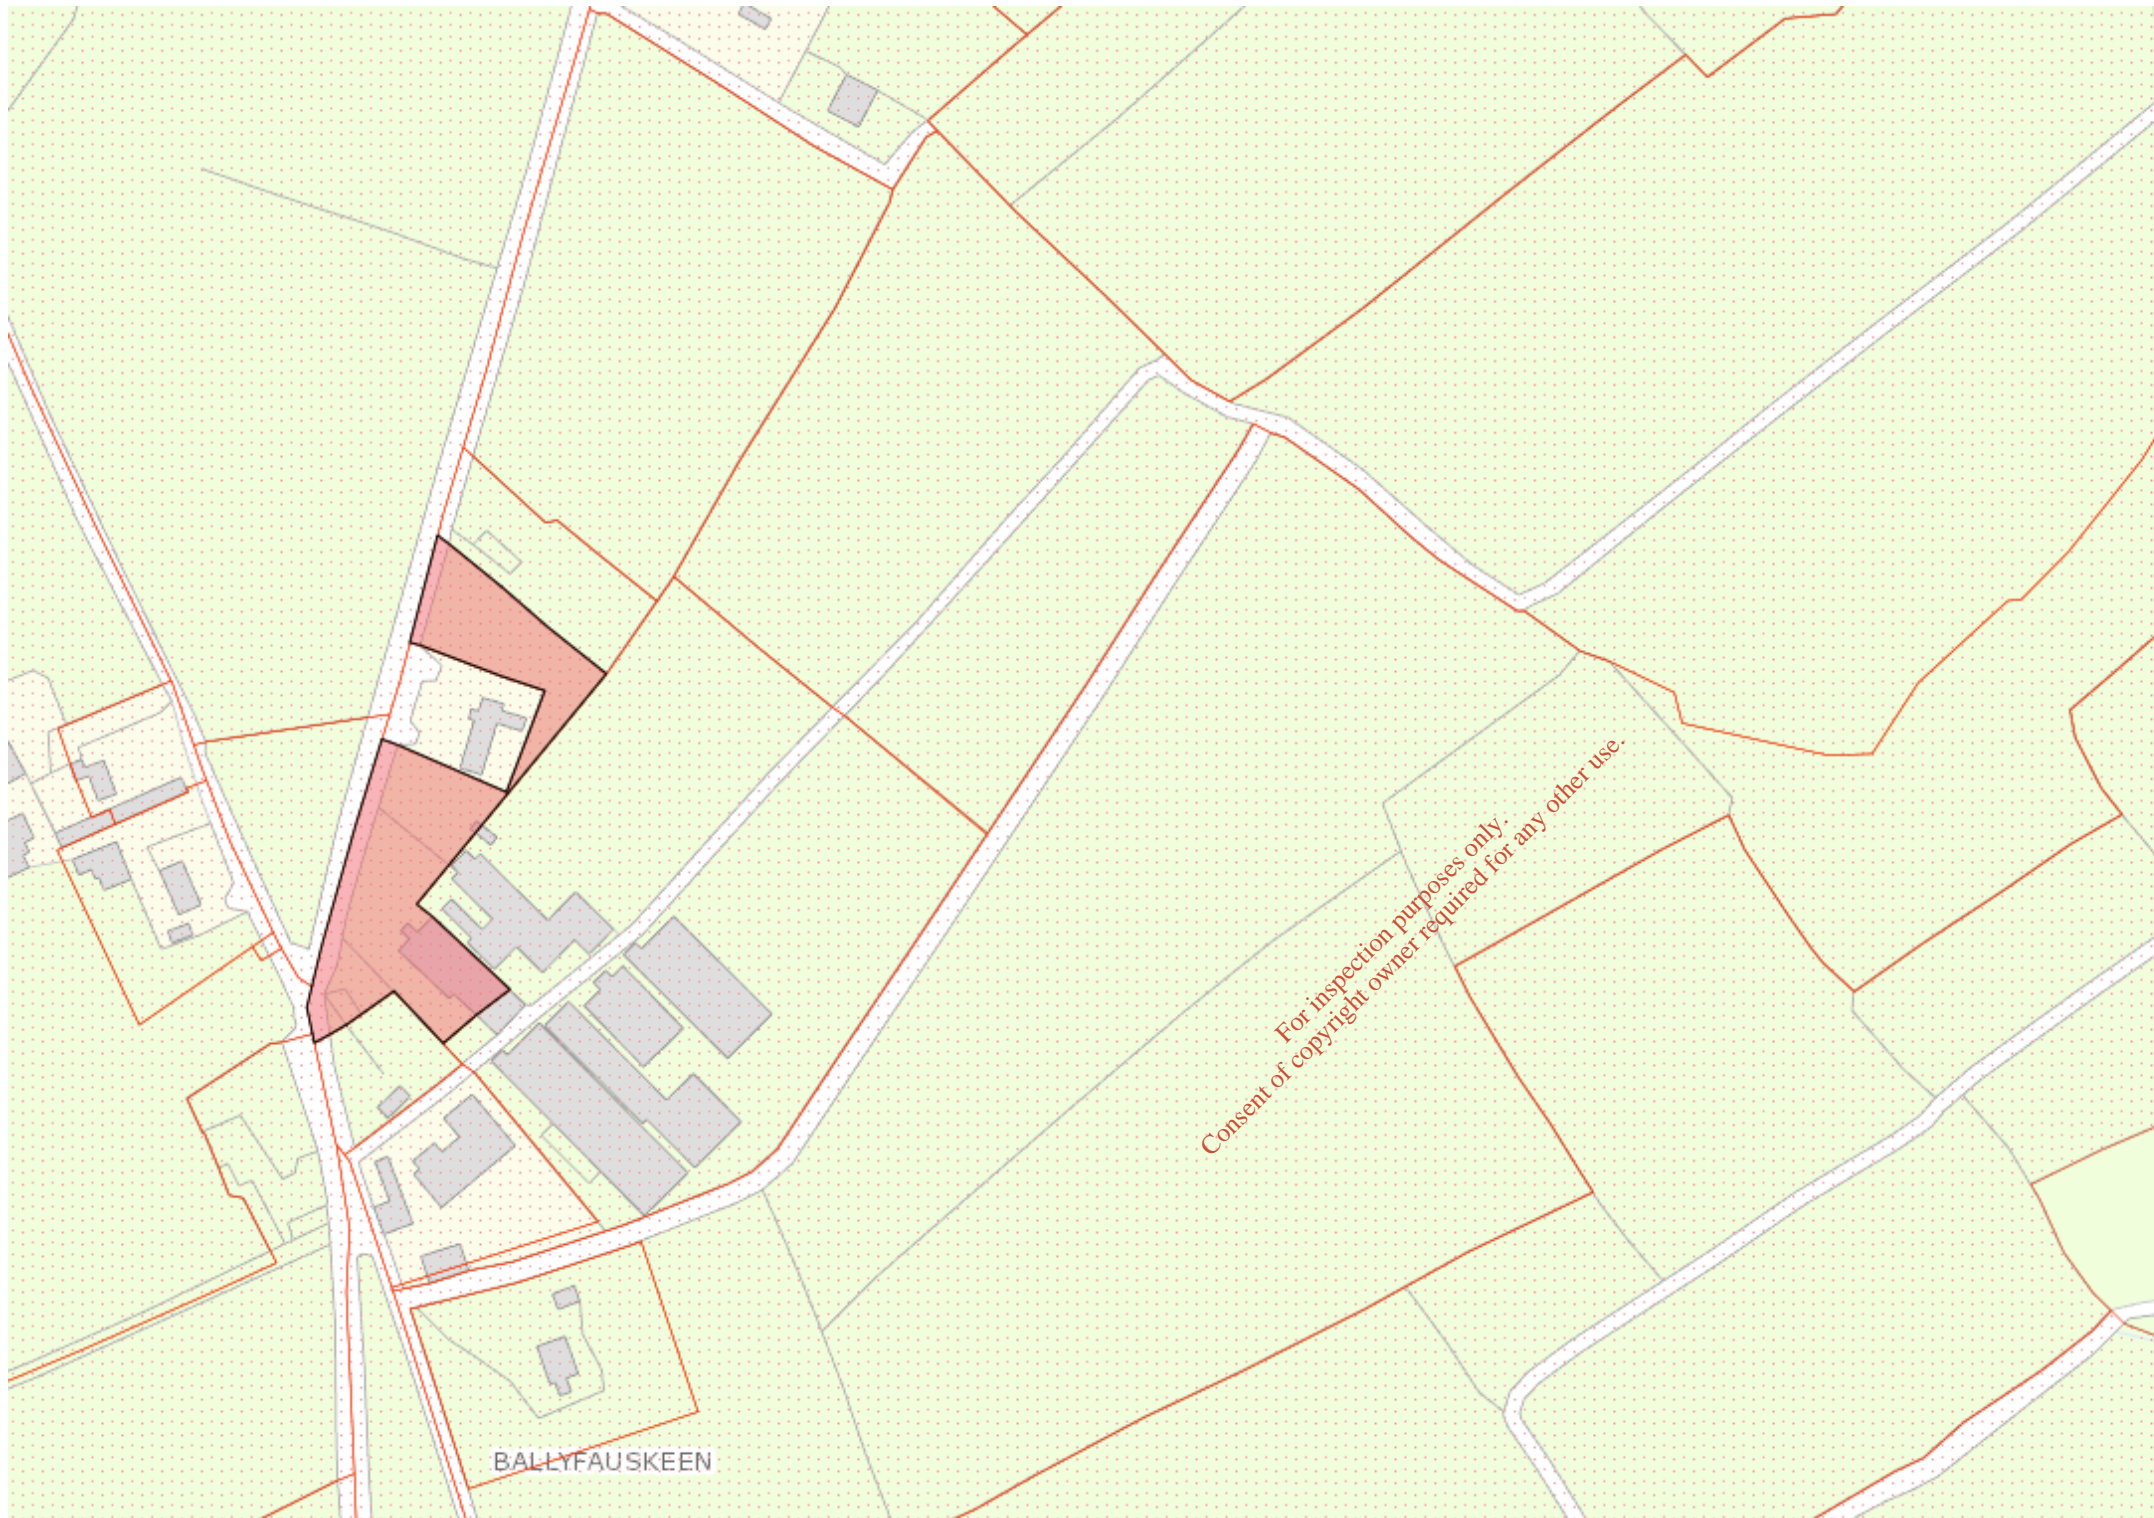 For inspection purposes only.
Consent of copyright owner required for any other use.
BALLYFAUSKEEN